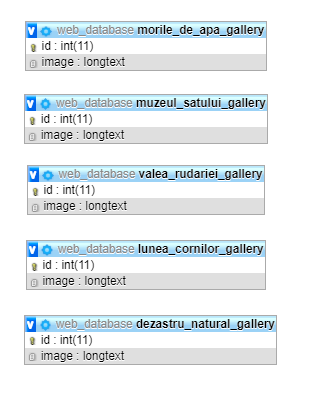 web_database morile_de_apa_gallery
id : int(11)
image : longtext
web_database muzeul_satului_gallery
id : int(11)
image : longtext
web_database valea_rudariei_gallery
id : int(11)
image : longtext
web_database lunea_cornilor_gallery
id : int(11)
image : longtext
web_database dezastru_natural_gallery
id : int(11)
image : longtext